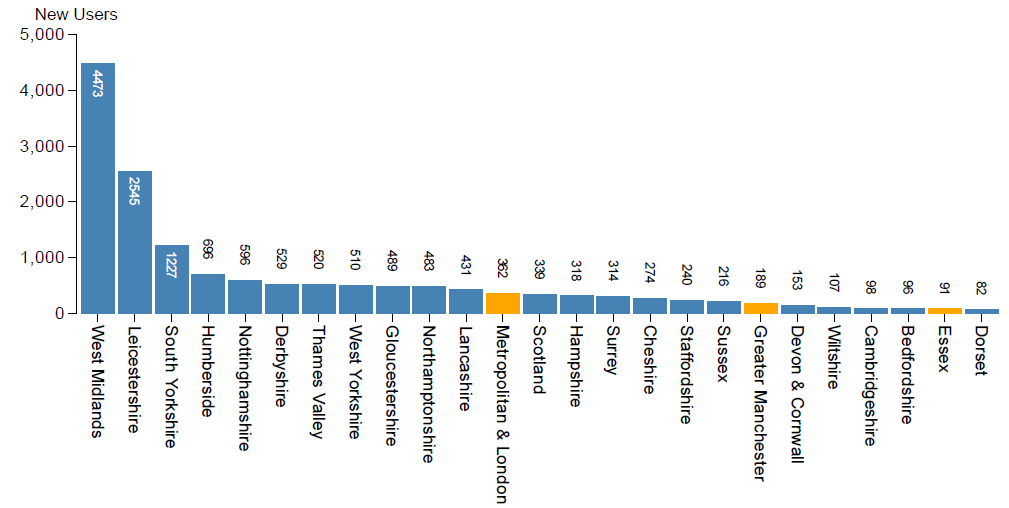 New Users
5,000
4,000
3,000
2,000
1,000
0
4473
2545
1227
696
596
529
520
510
489
483
431
362
339
318
314
274
240
216
189
153
107
98
96
91
82
West Midlands
Leicestershire
South Yorkshire
Humberside
Nottinghamshire
Derbyshire
Thames Valley
West Yorkshire
Gloucestershire
Northamptonshire
Lancashire
Metropolitan & London
Scotland
Hampshire
Surrey
Cheshire
Staffordshire
Sussex
Greater Manchester
Devon & Cornwall
Wiltshire
Cambridgeshire
Bedfordshire
Essex
Dorset